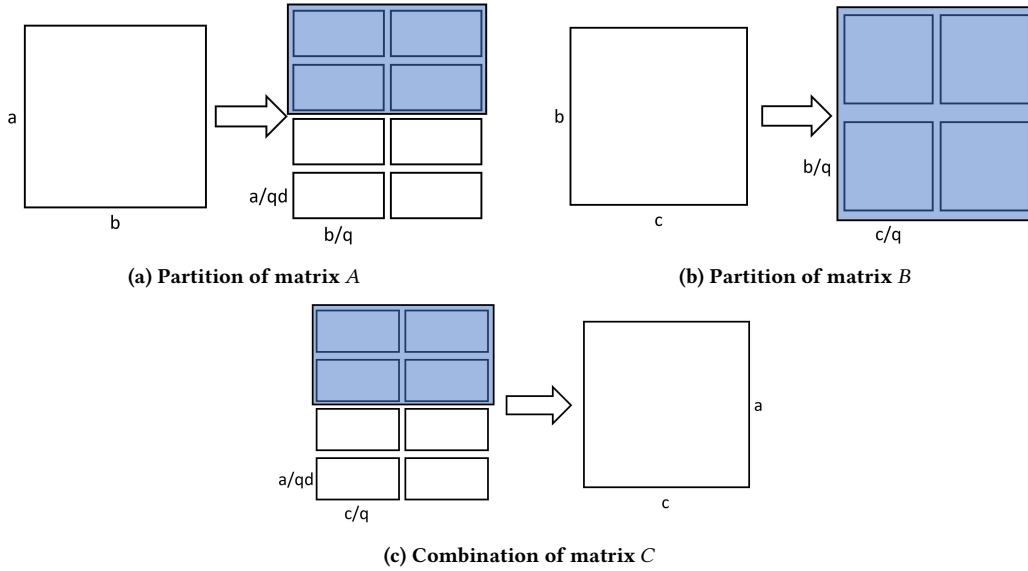 a
b
a/qd
b/q
(a) Partition of matrix A
b
c
b/q
c/q
(b) Partition of matrix B
a/qd
c/q
a
c
(c) Combination of matrix C